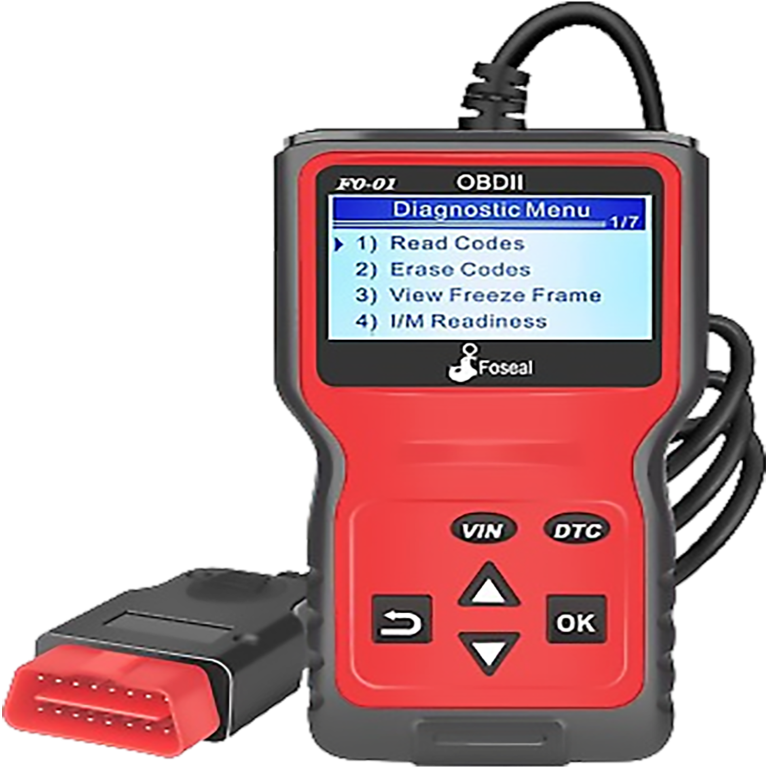 F0-01 OBDII
Diagnostic Menu 1/7
1) Read Codes
2) Erase Codes
3) View Freeze Frame
4) I/M Readiness
Foseal
VIN DTC
OK